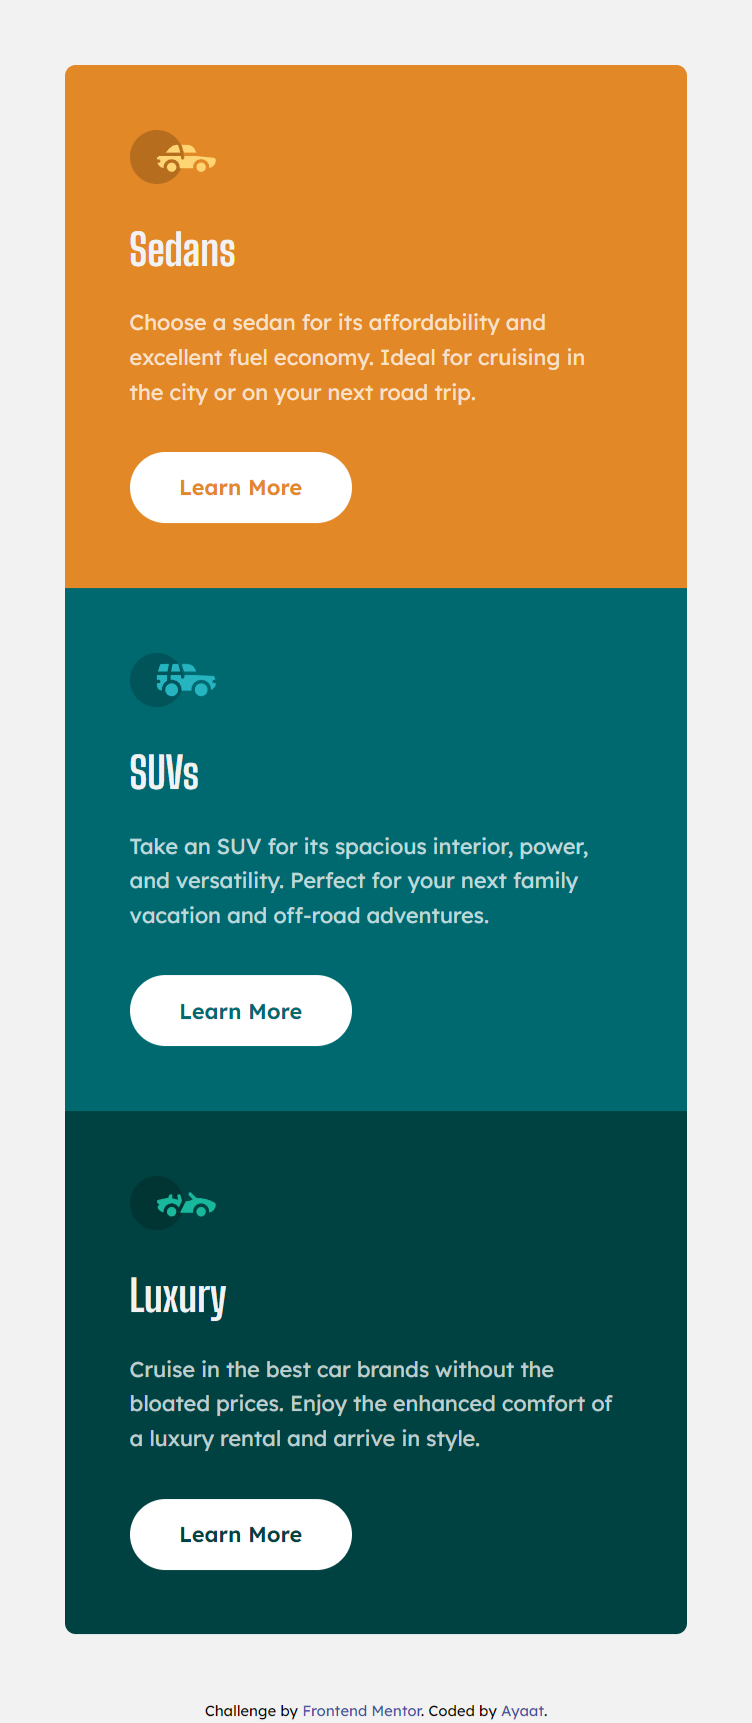 Sedans
Choose a sedan for its affordability and
excellent fuel economy. Ideal for cruising in
the city or on your next road trip.
Learn More
SUVs
Take an SUV for its spacious interior, power,
and versatility. Perfect for your next family
vacation and off-road adventures.
Learn More
Luxury
Cruise in the best car brands without the
bloated prices. Enjoy the enhanced comfort of
a luxury rental and arrive in style.
Learn More
Challenge by Frontend Mentor. Coded by Ayaat.